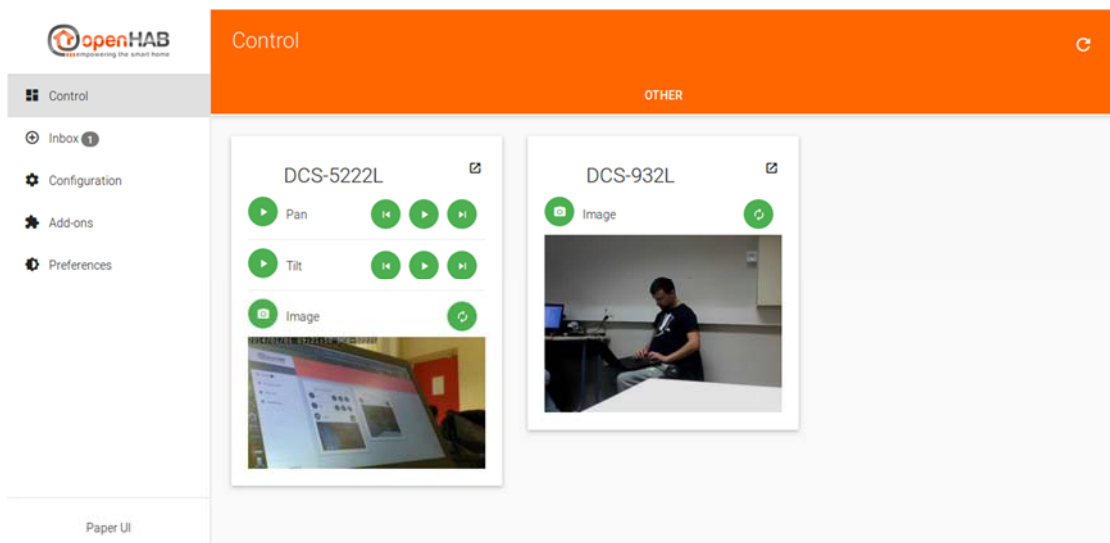 openHAB
empowering the smart home
Control
Inbox 1
Configuration
Add-ons
Preferences
Paper UI
Control
OTHER
DCS-5222L
Pan
Tilt
Image
DCS-932L
Image